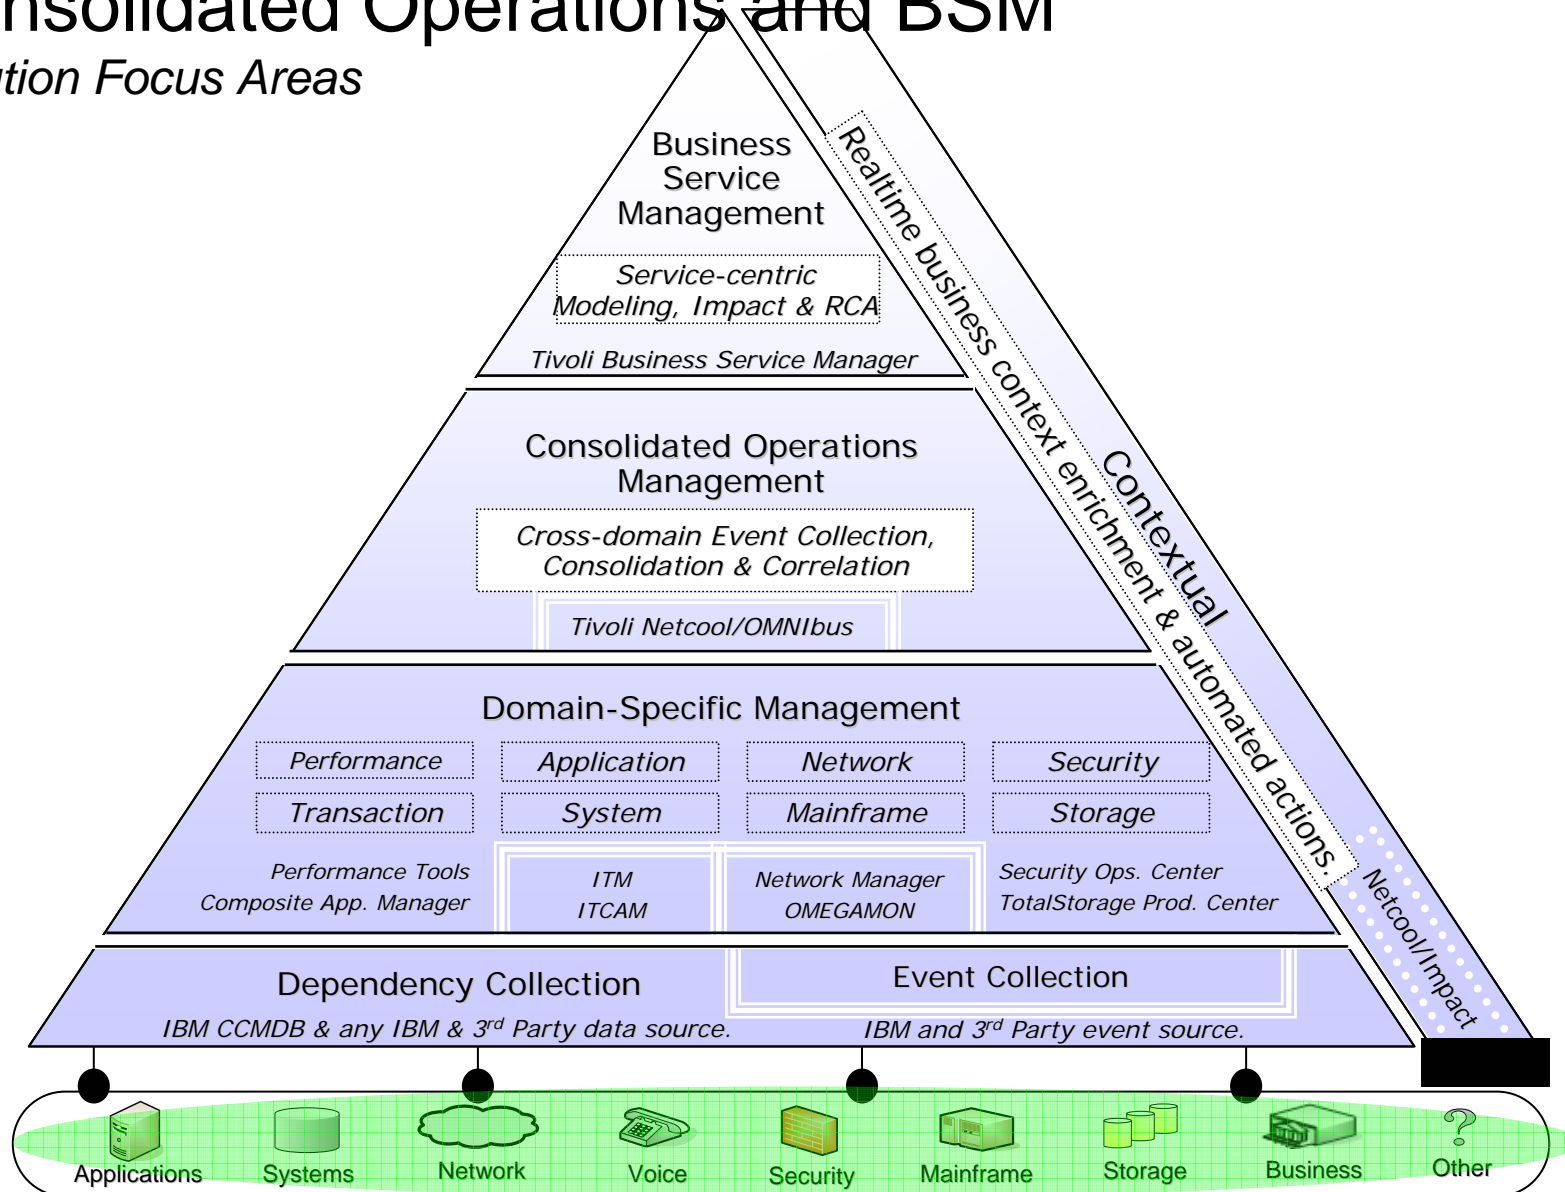 nsolidated Operations and BSM
ution Focus Areas
Business
Service
Management
Service-centric
Modeling, Impact & RCA
Tivoli Business Service Manager
Consolidated Operations
Management
Cross-domain Event Collection,
Consolidation & Correlation
Tivoli Netcool/OMNIbus
Domain-Specific Management
Performance
Application
Network
Security
Transaction
System
Mainframe
Storage
Performance Tools
Composite App. Manager
ITM
ITCAM
Network Manager
OMEGAMON
Security Ops. Center
TotalStorage Prod. Center
Dependency Collection
IBM CCMDB & any IBM & 3rd Party data source.
Event Collection
IBM and 3rd Party event source.
Realtime business context enrichment & automated actions.
Contextual
Netcool/Impact
Applications
Systems
Network
Voice
Security
Mainframe
Storage
Business
?
Other